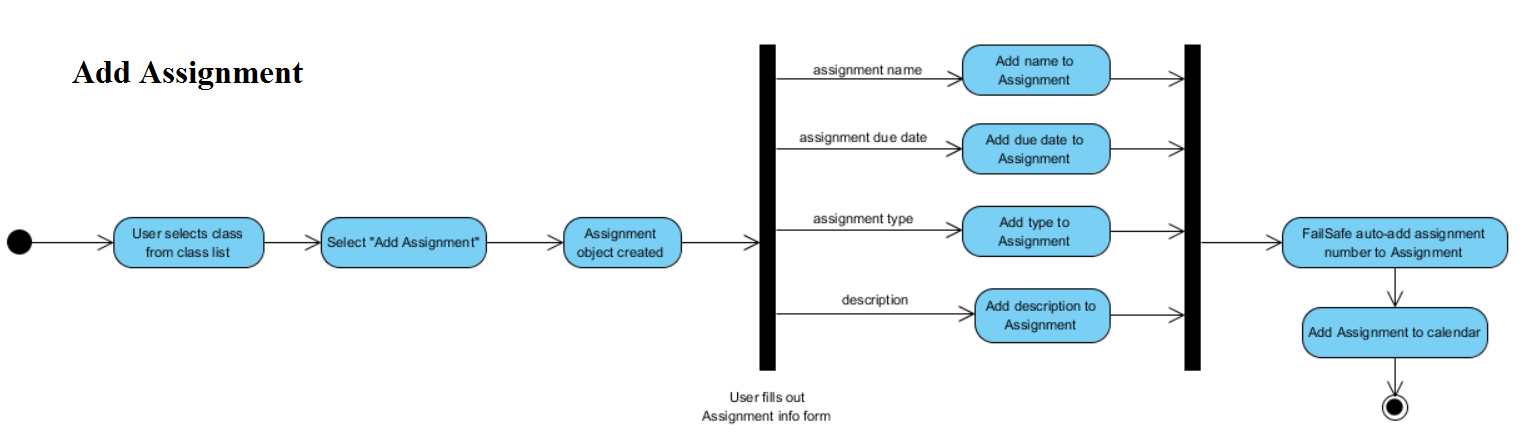 Add Assignment
User selects class
from class list
Select "Add Assignment"
Assignment
object created
User fills out
Assignment info form
assignment name
Add name to
Assignment
assignment due date
Add due date to
Assignment
assignment type
Add type to
Assignment
description
Add description to
Assignment
FailSafe auto-add assignment
number to Assignment
Add Assignment to calendar